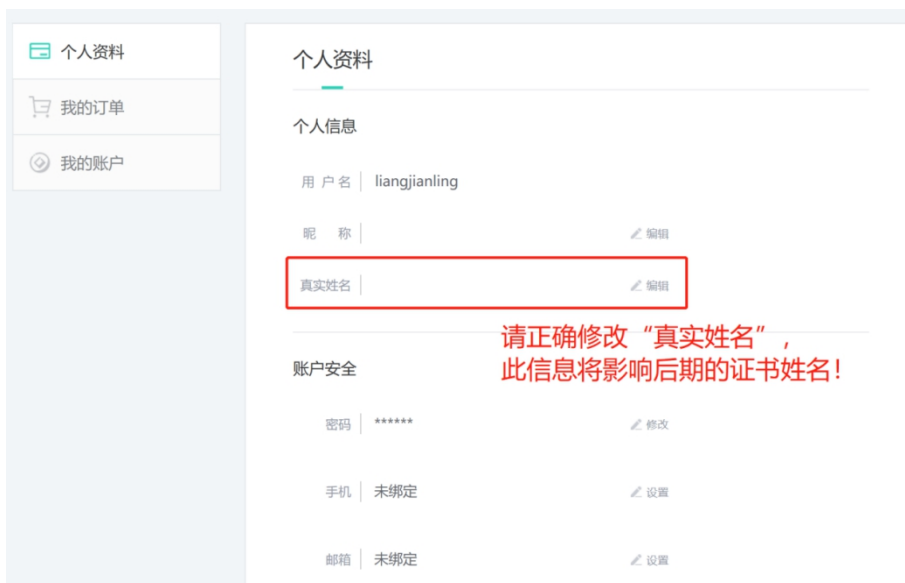 个人资料
我的订单
我的账户
个人资料
个人信息
用户名 liangjianling
昵 称 编辑
真实姓名 编辑
请正确修改“真实姓名”，
此信息将影响后期的证书姓名！
账户安全
密码 ****** 修改
手机 未绑定 设置
邮箱 未绑定 设置